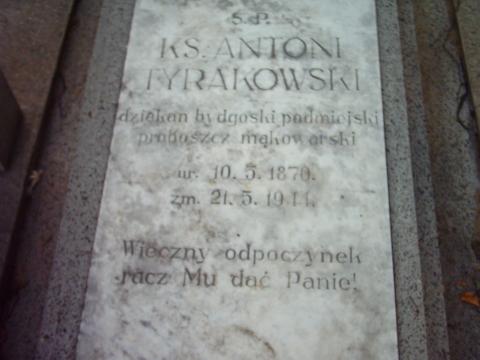 Ś.P.
KS. ANTONI
TYRAKOWSKI
dziekan bydgoski podmiejski
proboszcz mąkowarski
ur. 10. 5. 1870.
zm. 21. 5. 1944.
Wieczny odpoczynek
racz Mu dać Panie!